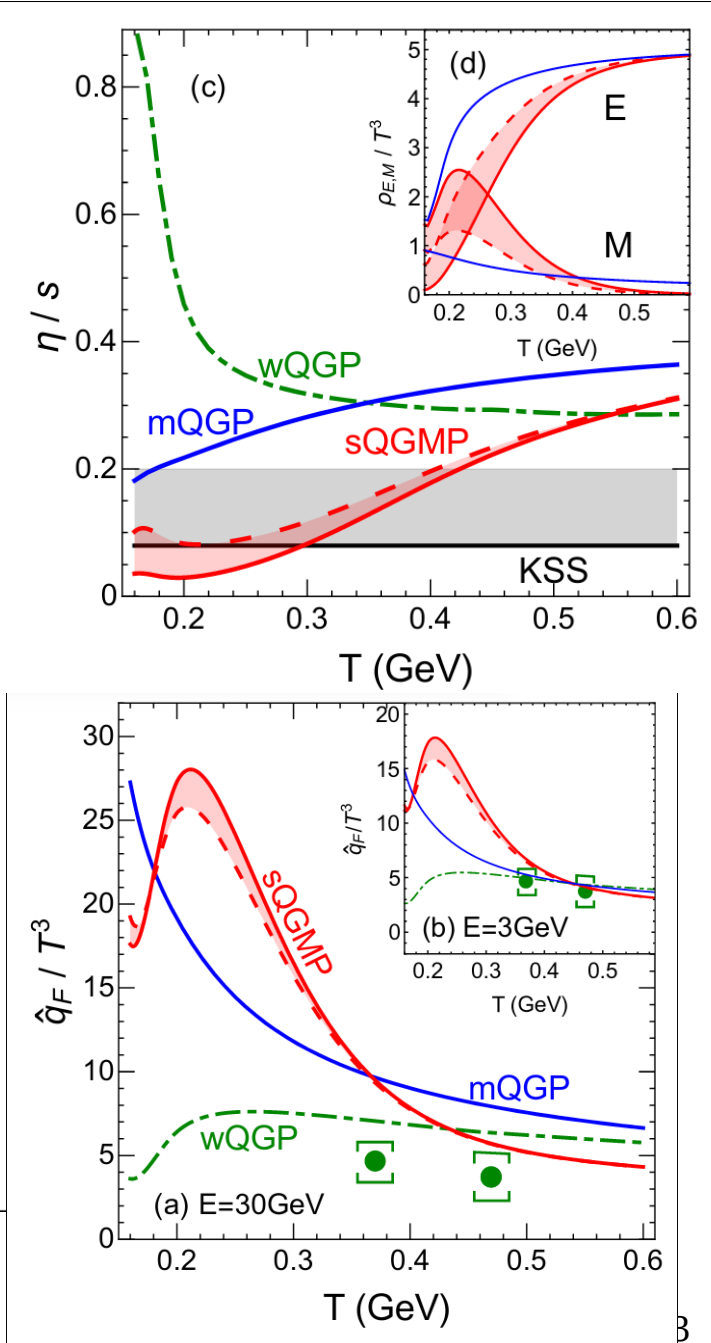 (c)
η / s
0.8
0.6
0.4
0.2
0
wQGP
mQGP
sQGMP
KSS
0.2 0.3 0.4 0.5 0.6
T (GeV)
(d)
ρE,M / T³
5
4
3
2
1
0
E
M
0.2 0.3 0.4 0.5
T (GeV)
q̂F / T³
30
25
20
15
10
5
0
sQGMP
mQGP
wQGP
(a) E=30GeV
0.2 0.3 0.4 0.5 0.6
T (GeV)
q̂F/T³
20
15
10
5
0
(b) E=3GeV
0.2 0.3 0.4 0.5
T (GeV)